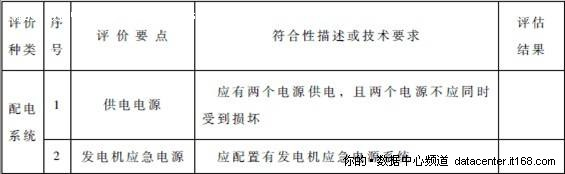 评价种类 序号 评价要点 符合性描述或技术要求 评估结果
配电系统 1 供电电源 应有两个电源供电，且两个电源不应同时
受到损坏
2 发电机应急电源 应配置有发电机应急电源系统
你的·数据中心频道 datacenter.it168.com